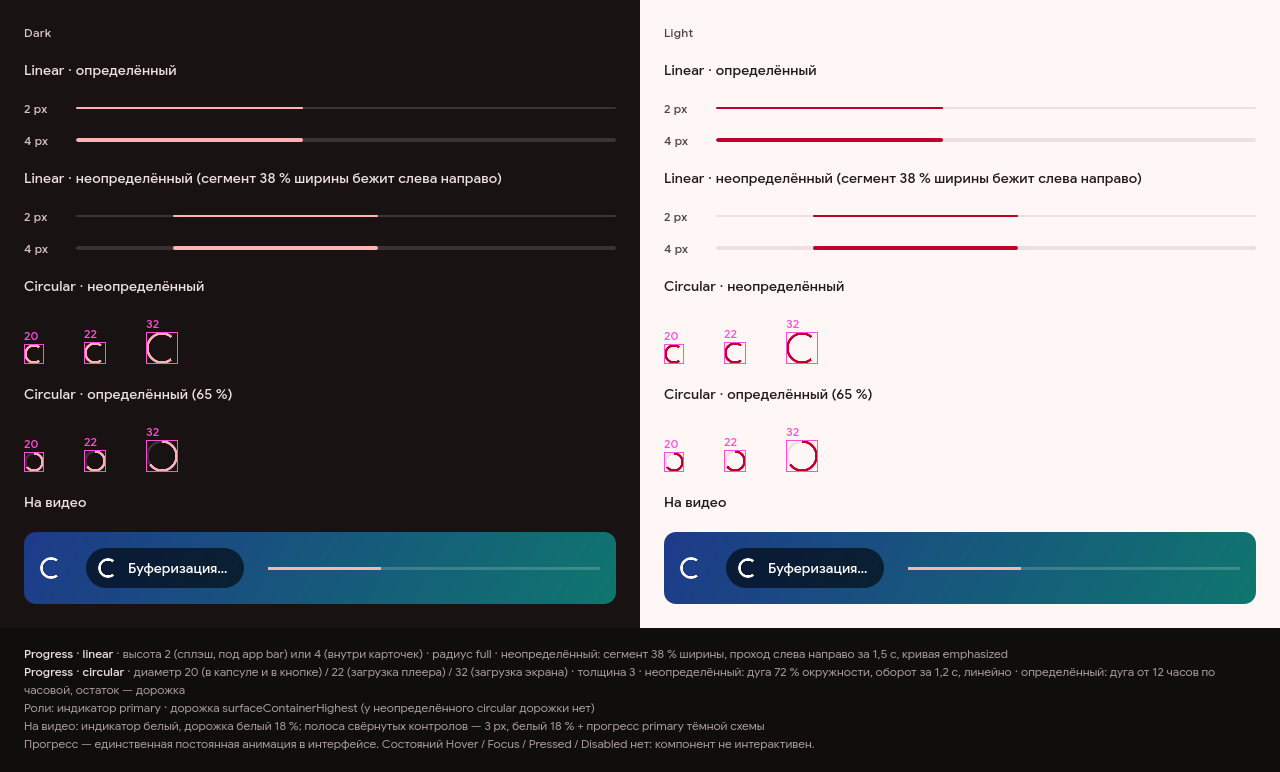 Dark
Linear · определённый
2 px
4 px
Linear · неопределённый (сегмент 38 % ширины бежит слева направо)
2 px
4 px
Circular · неопределённый
20
22
32
Circular · определённый (65 %)
20
22
32
На видео
Буферизация…
Light
Linear · определённый
2 px
4 px
Linear · неопределённый (сегмент 38 % ширины бежит слева направо)
2 px
4 px
Circular · неопределённый
20
22
32
Circular · определённый (65 %)
20
22
32
На видео
Буферизация…
Progress · linear · высота 2 (сплэш, под app bar) или 4 (внутри карточек) · радиус full · неопределённый: сегмент 38 % ширины, проход слева направо за 1,5 с, кривая emphasized
Progress · circular · диаметр 20 (в капсуле и в кнопке) / 22 (загрузка плеера) / 32 (загрузка экрана) · толщина 3 · неопределённый: дуга 72 % окружности, оборот за 1,2 с, линейно · определённый: дуга от 12 часов по
часовой, остаток — дорожка
Роли: индикатор primary · дорожка surfaceContainerHighest (у неопределённого circular дорожки нет)
На видео: индикатор белый, дорожка белый 18 %; полоса свёрнутых контролов — 3 px, белый 18 % + прогресс primary тёмной схемы
Прогресс — единственная постоянная анимация в интерфейсе. Состояний Hover / Focus / Pressed / Disabled нет: компонент не интерактивен.